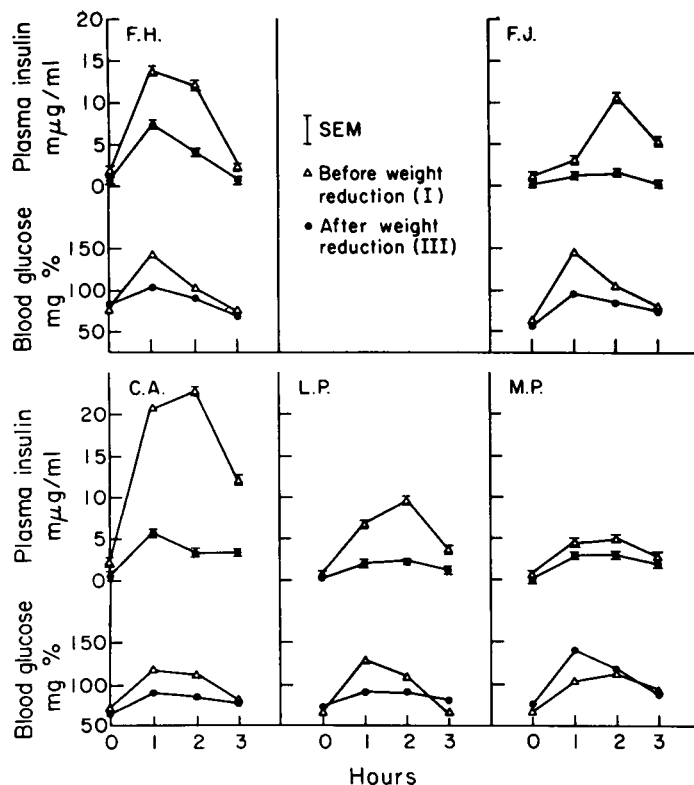 F.H.
F.J.
Plasma insulin
mμg/ml
20
15
10
5
0
SEM
Before weight
reduction (I)
After weight
reduction (III)
Blood glucose
mg %
150
100
50
C.A.
L.P.
M.P.
Plasma insulin
mμg/ml
20
15
10
5
0
Blood glucose
mg %
150
100
50
0 1 2 3
0 1 2 3
0 1 2 3
Hours